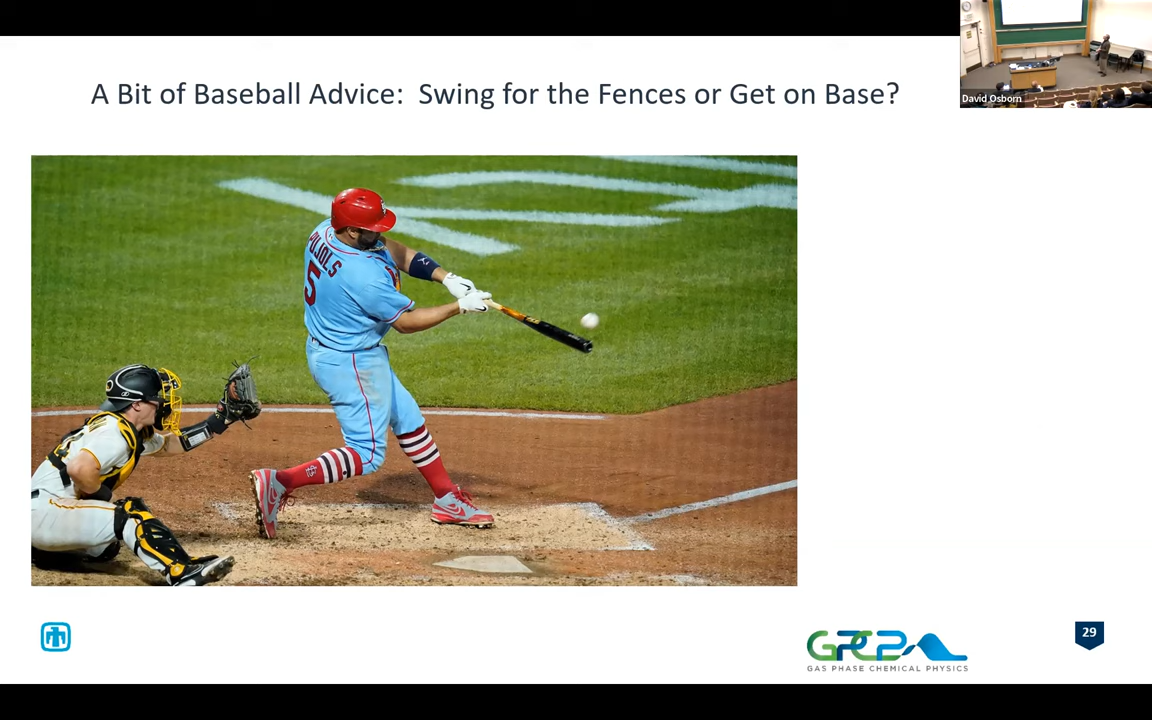 A Bit of Baseball Advice: Swing for the Fences or Get on Base?
David Osborn
PUJOLS
5
GPCP
GAS PHASE CHEMICAL PHYSICS
29